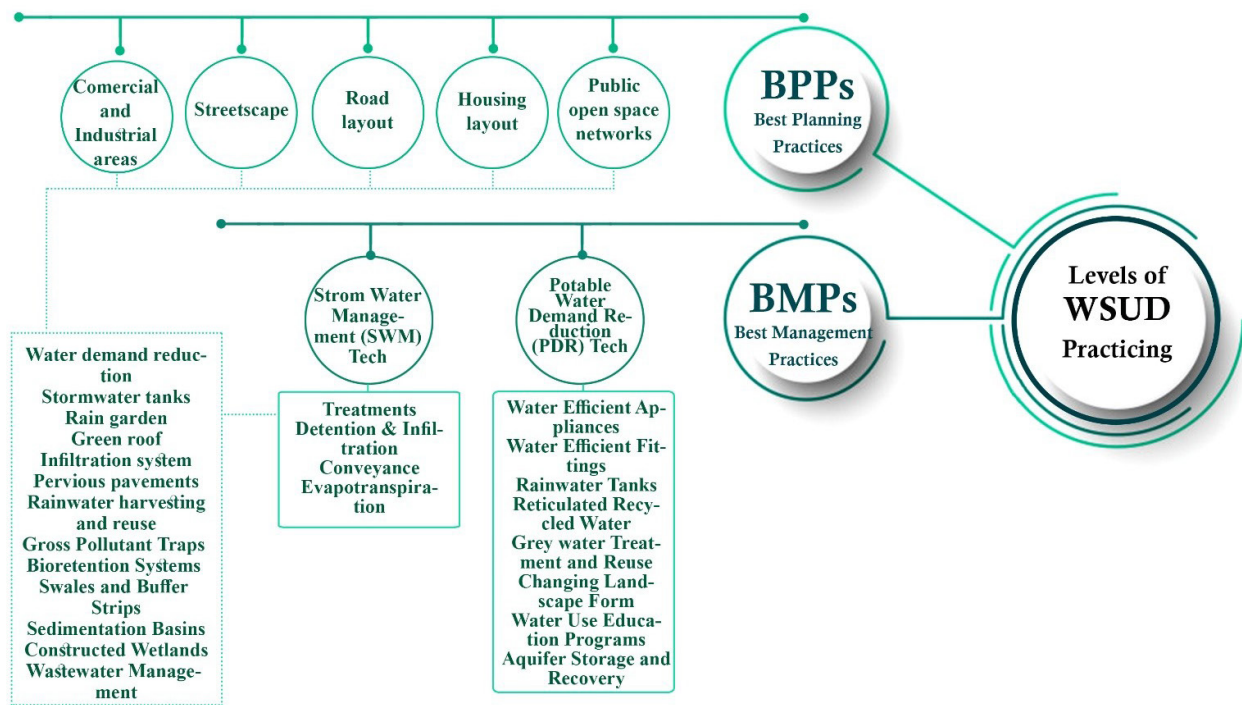 Comercial
and
Industrial
areas
Streetscape
Road
layout
Housing
layout
Public
open space
networks
BPPs
Best Planning
Practices
Strom Water
Manage-
ment (SWM)
Tech
Potable
Water
Demand Re-
duction
(PDR) Tech
BMPs
Best Management
Practices
Levels of
WSUD
Practicing
Water demand reduc-
tion
Stormwater tanks
Rain garden
Green roof
Infiltration system
Pervious pavements
Rainwater harvesting
and reuse
Gross Pollutant Traps
Bioretention Systems
Swales and Buffer
Strips
Sedimentation Basins
Constructed Wetlands
Wastewater Manage-
ment
Treatments
Detention & Infil-
tration
Conveyance
Evapotranspira-
tion
Water Efficient Ap-
pliances
Water Efficient Fit-
tings
Rainwater Tanks
Reticulated Recy-
cled Water
Grey water Treat-
ment and Reuse
Changing Land-
scape Form
Water Use Educa-
tion Programs
Aquifer Storage and
Recovery